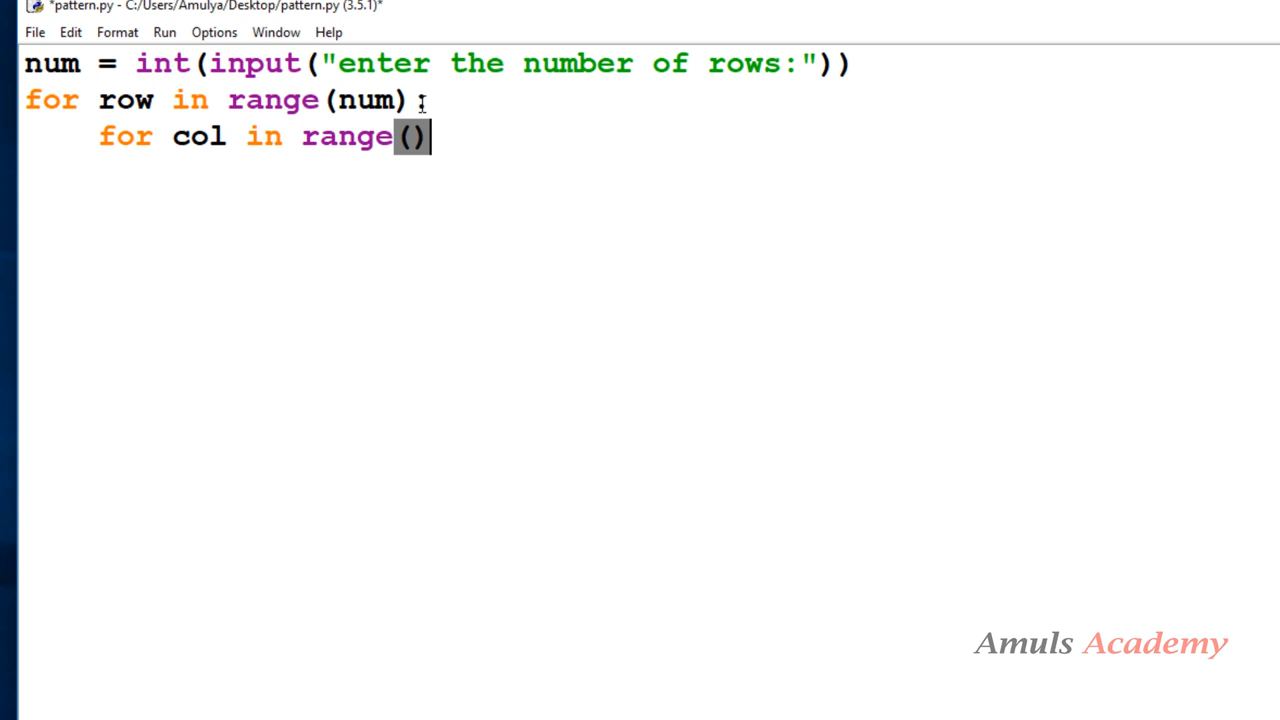 *pattern.py - C:/Users/Amulya/Desktop/pattern.py (3.5.1)*
File Edit Format Run Options Window Help
num = int(input("enter the number of rows:"))
for row in range(num):
    for col in range()
Amuls Academy